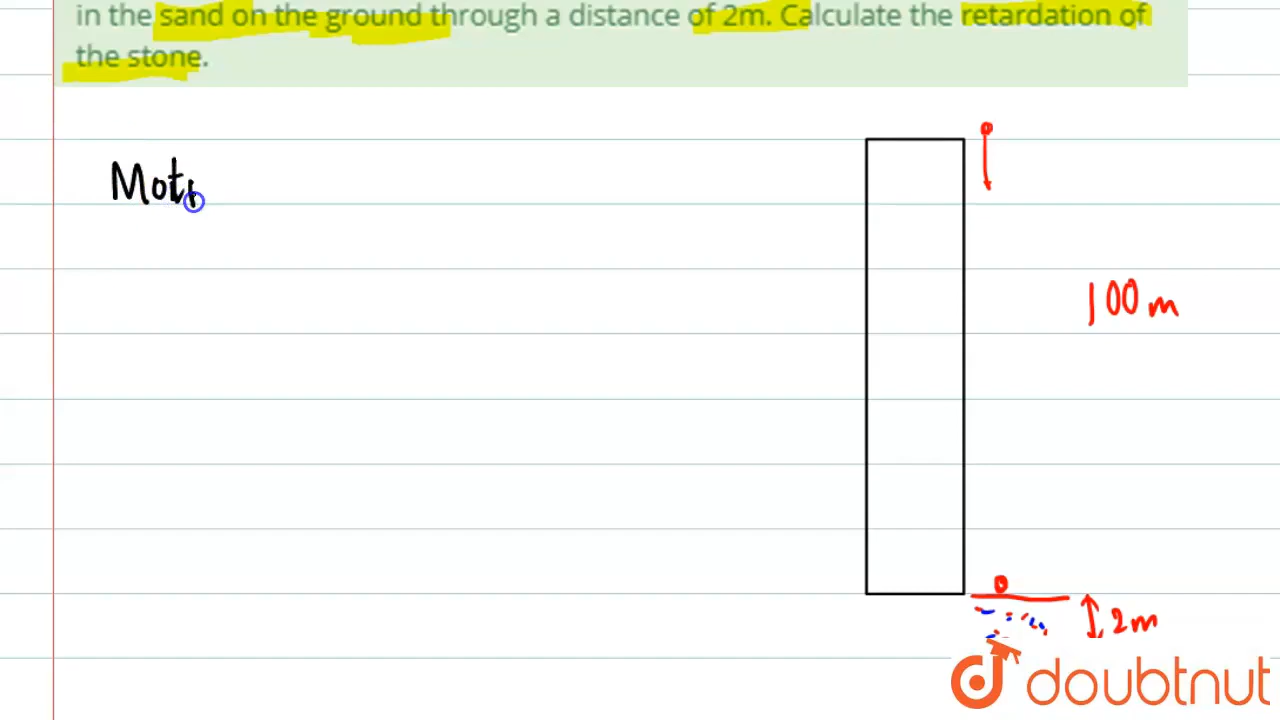 in the sand on the ground through a distance of 2m. Calculate the retardation of
the stone.
Moti
100 m
2m
doubtnut